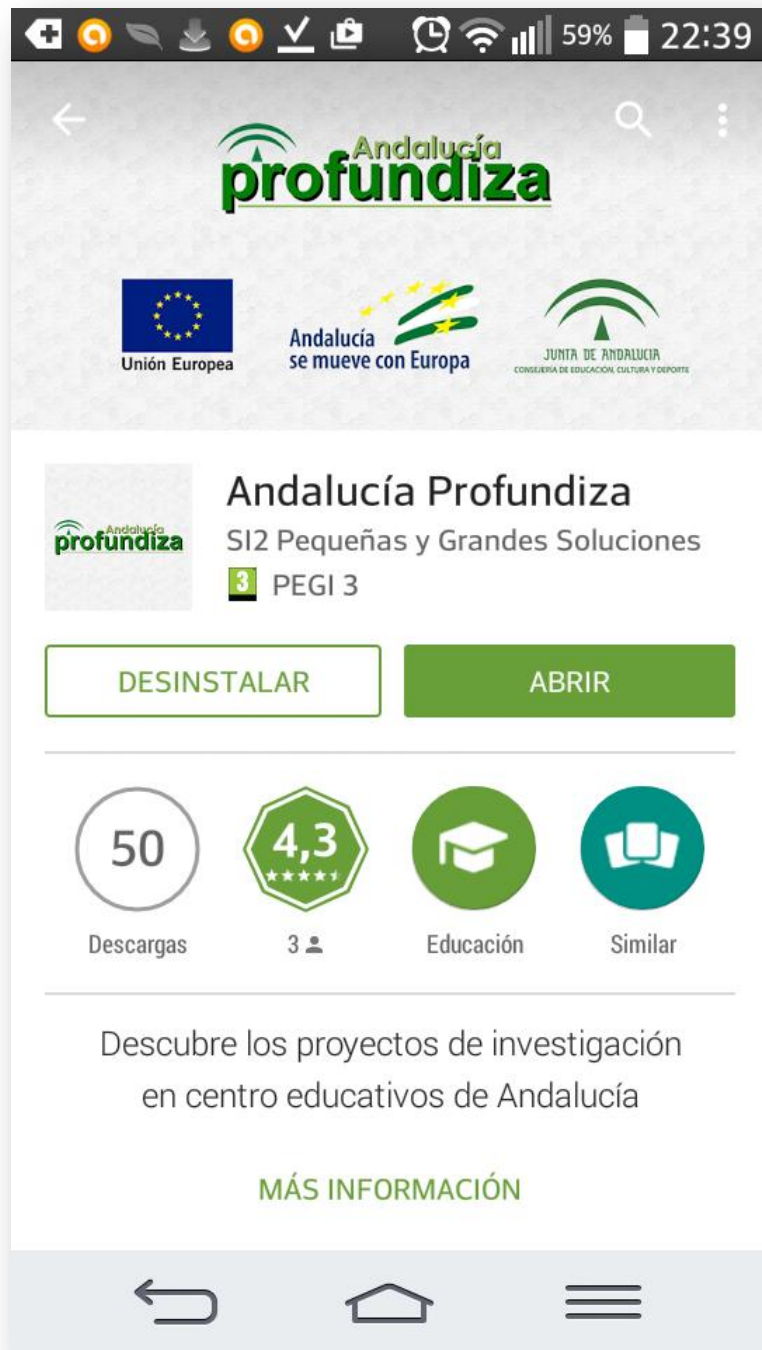 59% 22:39
Andalucía
profundiza
Unión Europea
Andalucía
se mueve con Europa
JUNTA DE ANDALUCIA
CONSEJERÍA DE EDUCACIÓN, CULTURA Y DEPORTE
Andalucía
profundiza
Andalucía Profundiza
SI2 Pequeñas y Grandes Soluciones
3 PEGI 3
DESINSTALAR ABRIR
50 4,3
Descargas 3 Educación Similar
Descubre los proyectos de investigación
en centro educativos de Andalucía
MÁS INFORMACIÓN